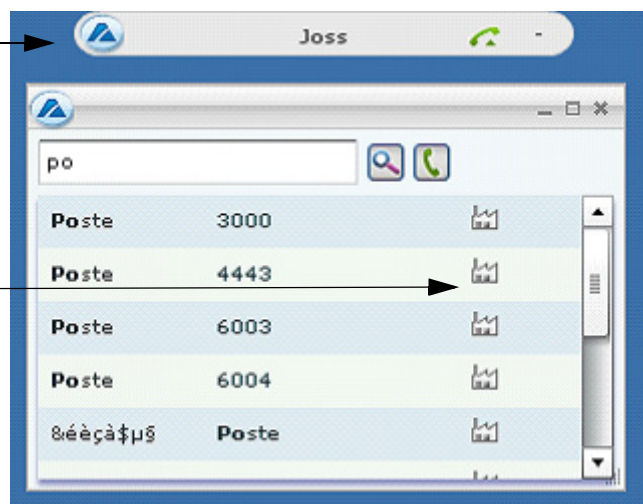 Joss -
po
Poste 3000
Poste 4443
Poste 6003
Poste 6004
&éèçà$µ§ Poste